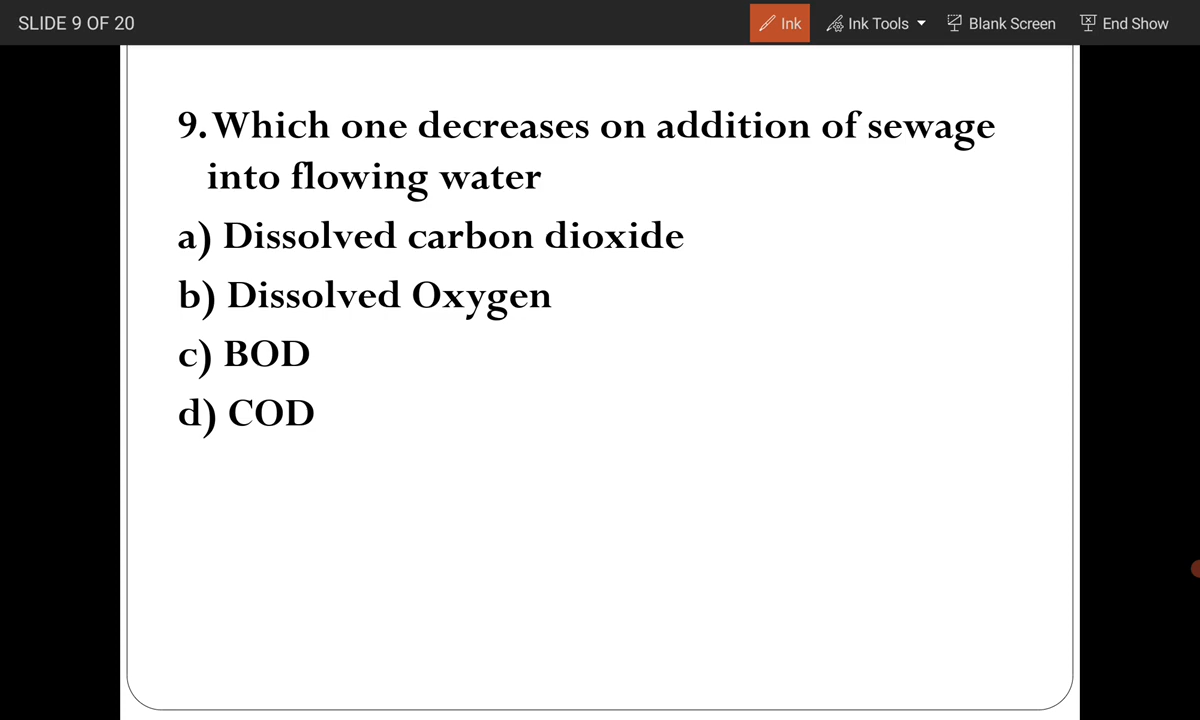 SLIDE 9 OF 20
Ink
Ink Tools
Blank Screen
End Show
9. Which one decreases on addition of sewage
into flowing water
a) Dissolved carbon dioxide
b) Dissolved Oxygen
c) BOD
d) COD